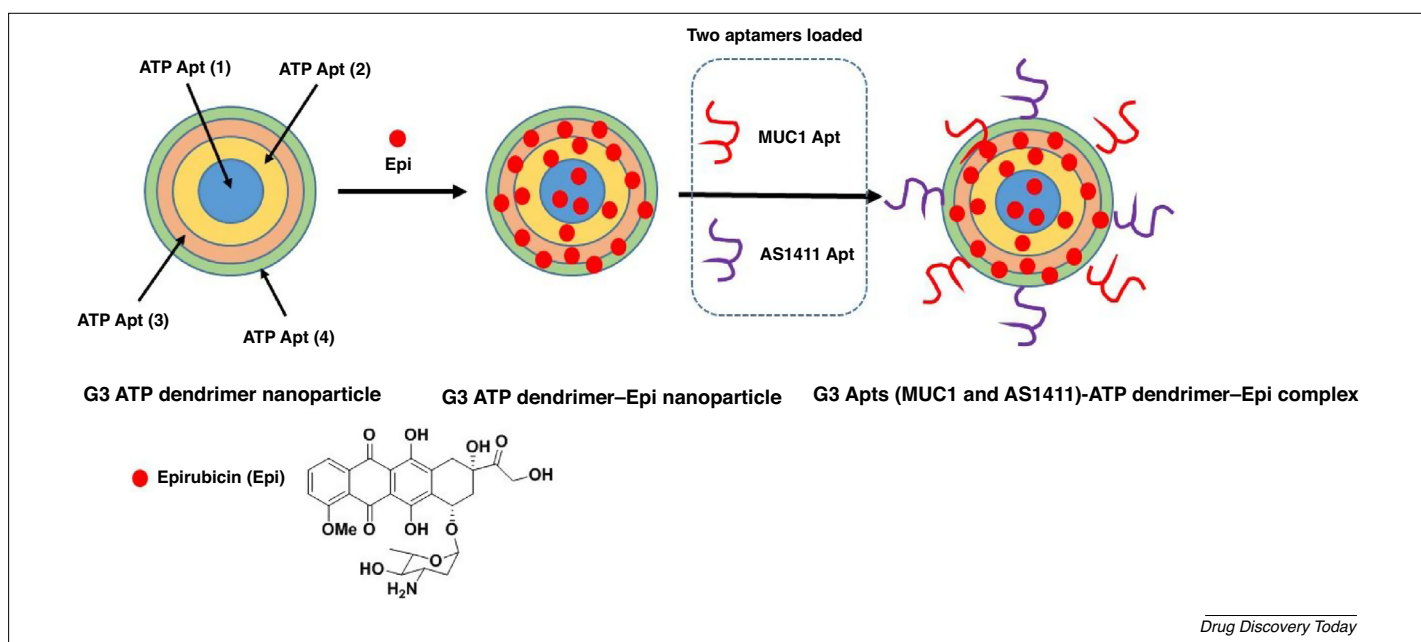 Two aptamers loaded
ATP Apt (1)
ATP Apt (2)
Epi
MUC1 Apt
AS1411 Apt
ATP Apt (3)
ATP Apt (4)
G3 ATP dendrimer nanoparticle
G3 ATP dendrimer–Epi nanoparticle
G3 Apts (MUC1 and AS1411)-ATP dendrimer–Epi complex
Epirubicin (Epi)
O
OH
OH
O
OH
OMe
O
OH
O
O
HO
H₂N
Drug Discovery Today